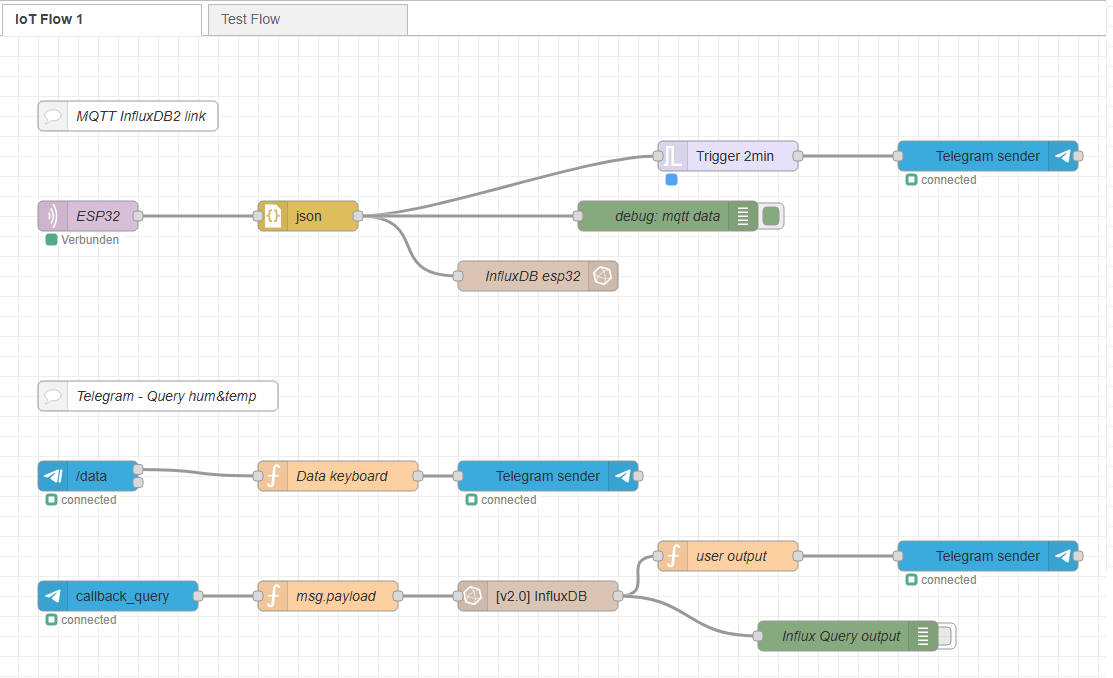 IoT Flow 1
Test Flow
MQTT InfluxDB2 link
Trigger 2min
Telegram sender
connected
ESP32
json
debug: mqtt data
Verbunden
InfluxDB esp32
Telegram - Query hum&temp
/data
Data keyboard
Telegram sender
connected
connected
user output
Telegram sender
connected
callback_query
msg.payload
[v2.0] InfluxDB
connected
Influx Query output